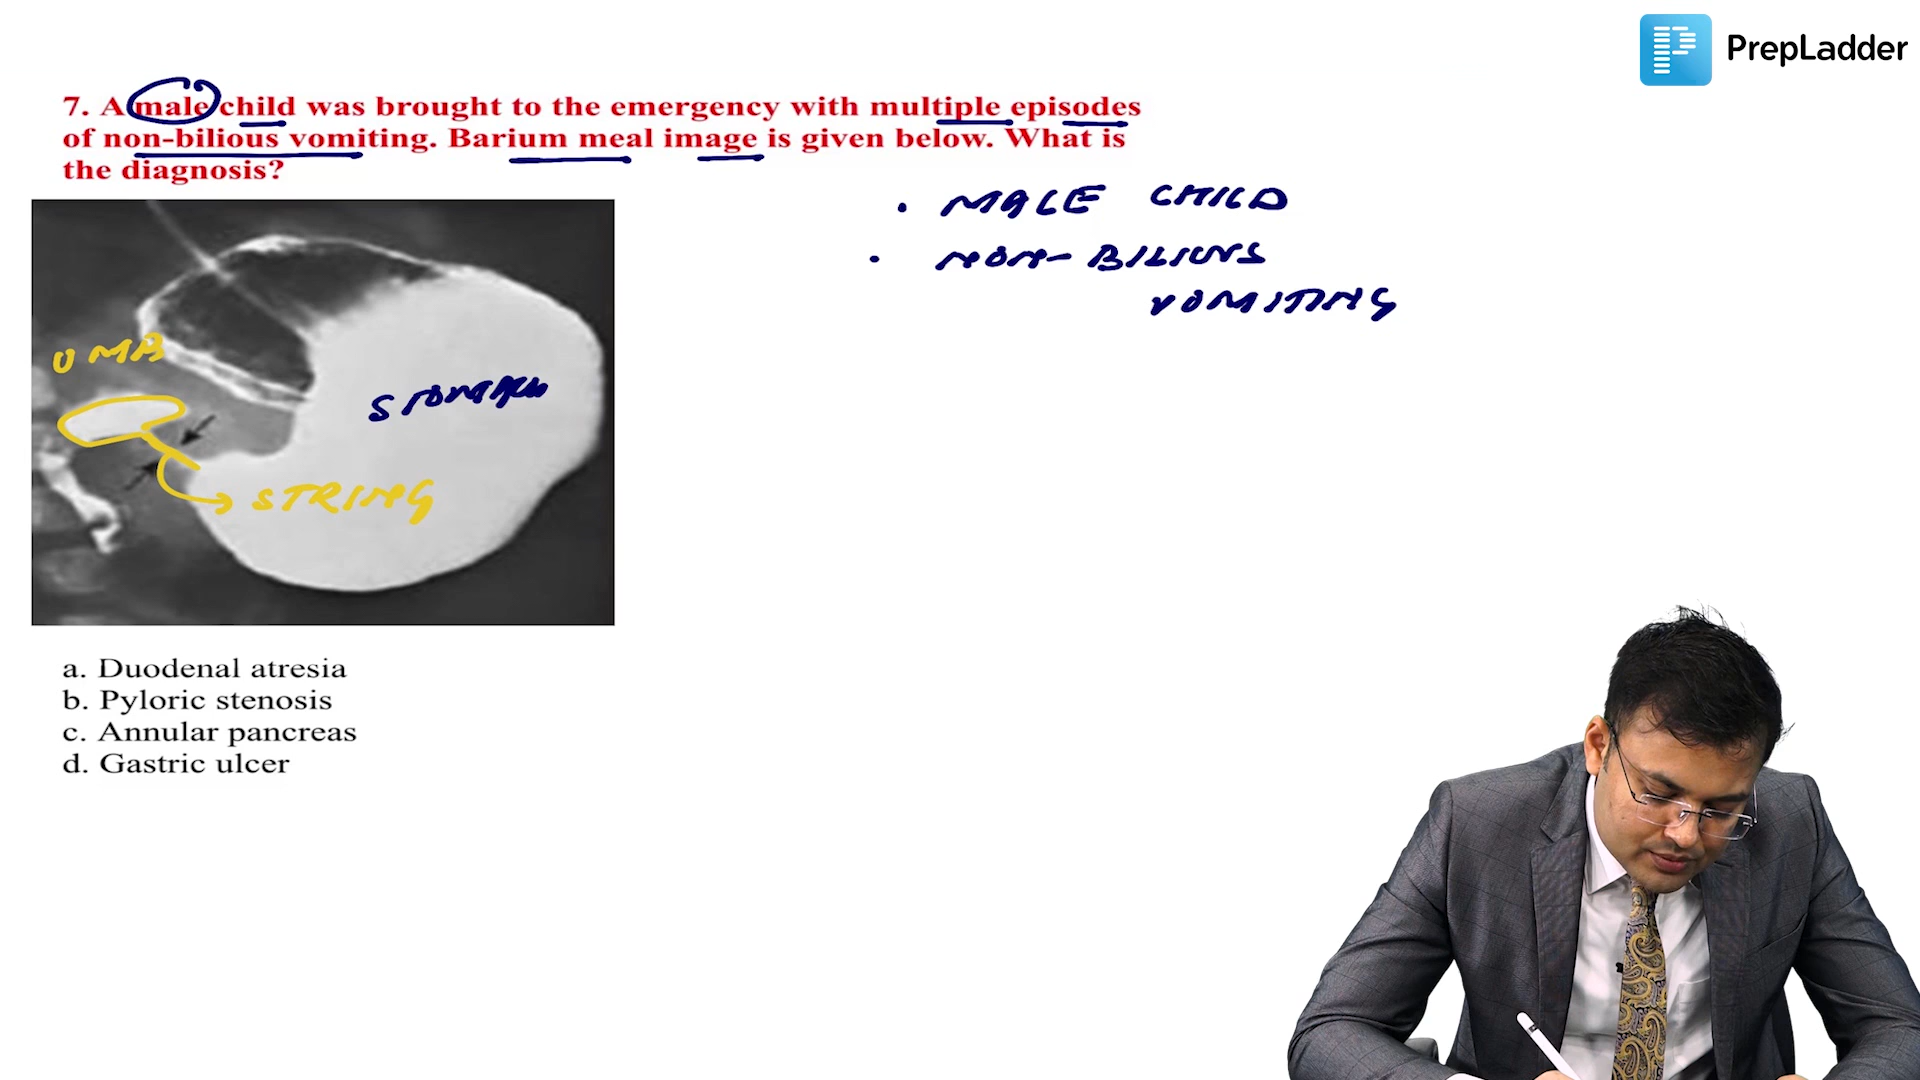 PrepLadder
7. A male child was brought to the emergency with multiple episodes
of non-bilious vomiting. Barium meal image is given below. What is
the diagnosis?
• MALE CHILD
• NON-BILIOUS
VOMITING
STOMACH
STRING
a. Duodenal atresia
b. Pyloric stenosis
c. Annular pancreas
d. Gastric ulcer